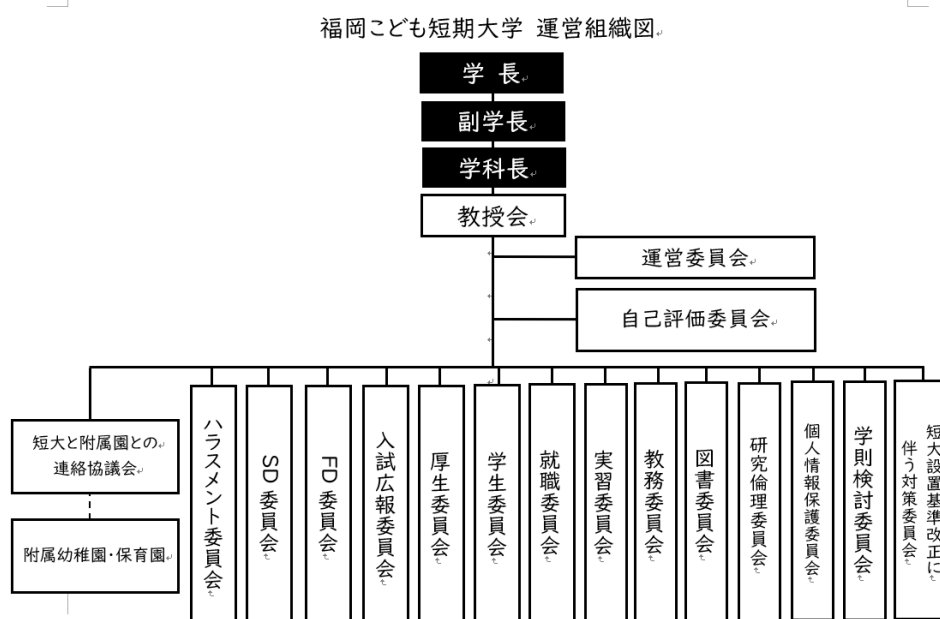 福岡こども短期大学 運営組織図
学 長
副学長
学科長
教授会
運営委員会
自己評価委員会
短大と附属園との
連絡協議会
附属幼稚園・保育園
ハラスメント委員会
SD 委員会
FD 委員会
入試広報委員会
厚生委員会
学生委員会
就職委員会
実習委員会
教務委員会
図書委員会
研究倫理委員会
個人情報保護委員会
学則検討委員会
短大設置基準改正に
伴う対策委員会